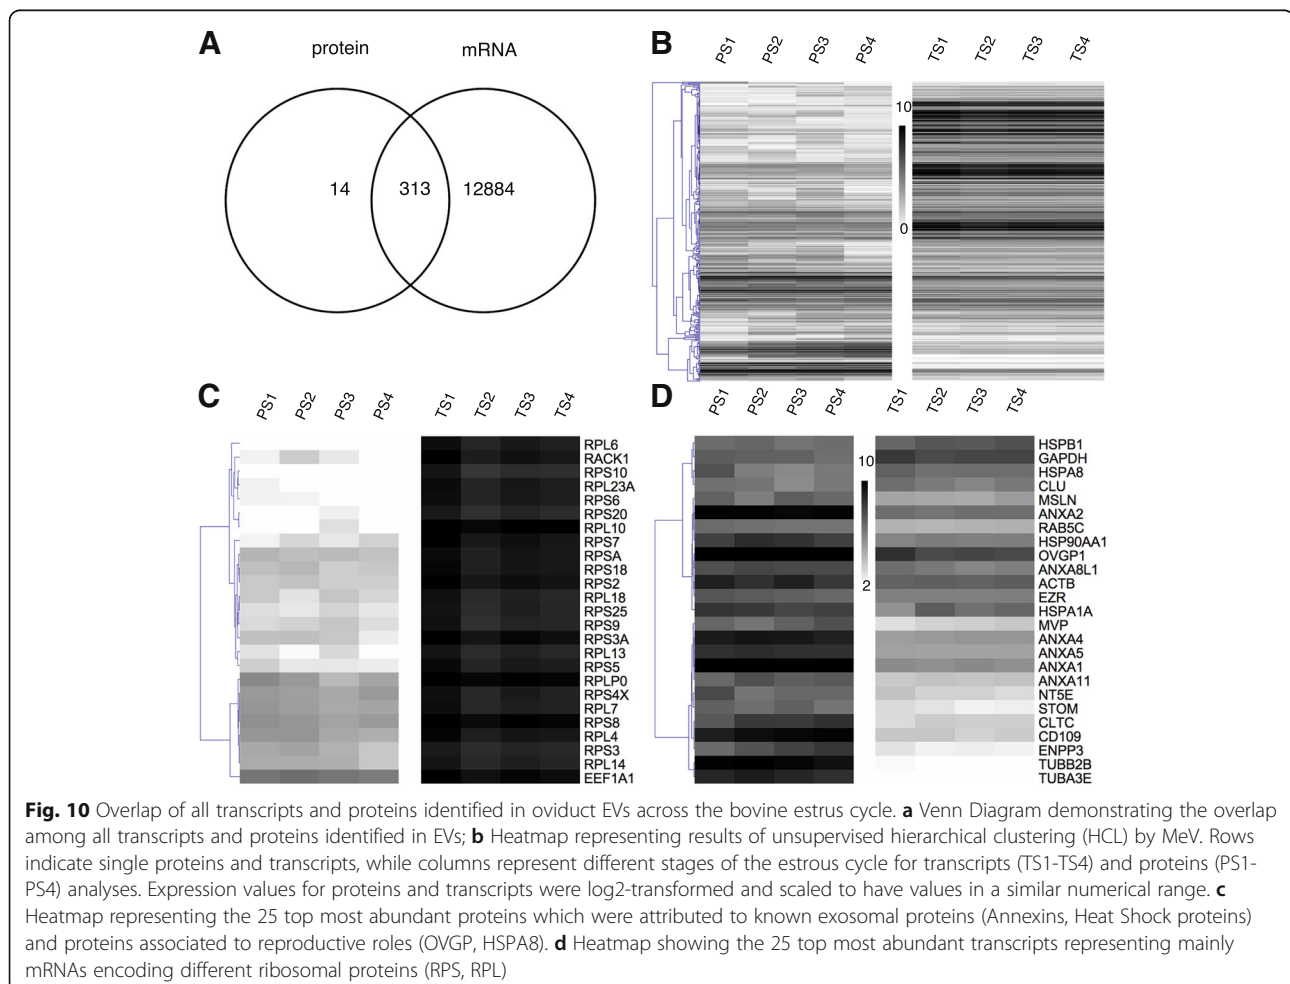 A
protein
mRNA
14
313
12884
B
PS1
PS2
PS3
PS4
TS1
TS2
TS3
TS4
10
0
C
PS1
PS2
PS3
PS4
TS1
TS2
TS3
TS4
RPL6
RACK1
RPS10
RPL23A
RPS6
RPS20
RPL10
RPS7
RPSA
RPS18
RPS2
RPL18
RPS25
RPS9
RPS3A
RPL13
RPS5
RPLP0
RPS4X
RPL7
RPS8
RPL4
RPS3
RPL14
EEF1A1
D
PS1
PS2
PS3
PS4
TS1
TS2
TS3
TS4
10
2
HSPB1
GAPDH
HSPA8
CLU
MSLN
ANXA2
RAB5C
HSP90AA1
OVGP1
ANXA8L1
ACTB
EZR
HSPA1A
MVP
ANXA4
ANXA5
ANXA1
ANXA11
NT5E
STOM
CLTC
CD109
ENPP3
TUBB2B
TUBA3E
Fig. 10 Overlap of all transcripts and proteins identified in oviduct EVs across the bovine estrus cycle. a Venn Diagram demonstrating the overlap
among all transcripts and proteins identified in EVs; b Heatmap representing results of unsupervised hierarchical clustering (HCL) by MeV. Rows
indicate single proteins and transcripts, while columns represent different stages of the estrous cycle for transcripts (TS1-TS4) and proteins (PS1-
PS4) analyses. Expression values for proteins and transcripts were log2-transformed and scaled to have values in a similar numerical range. c
Heatmap representing the 25 top most abundant proteins which were attributed to known exosomal proteins (Annexins, Heat Shock proteins)
and proteins associated to reproductive roles (OVGP, HSPA8). d Heatmap showing the 25 top most abundant transcripts representing mainly
mRNAs encoding different ribosomal proteins (RPS, RPL)